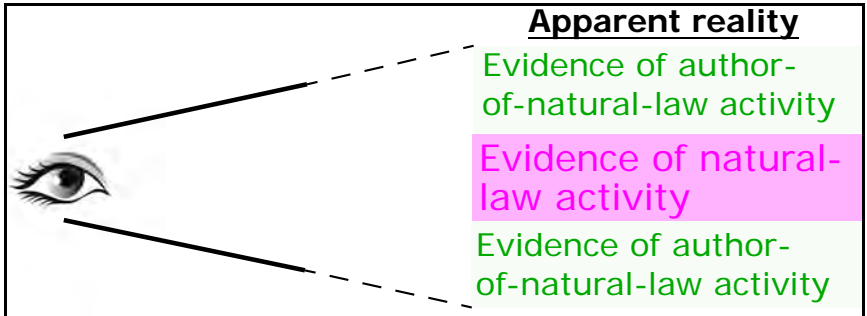 Apparent reality
Evidence of author-
of-natural-law activity
Evidence of natural-
law activity
Evidence of author-
of-natural-law activity